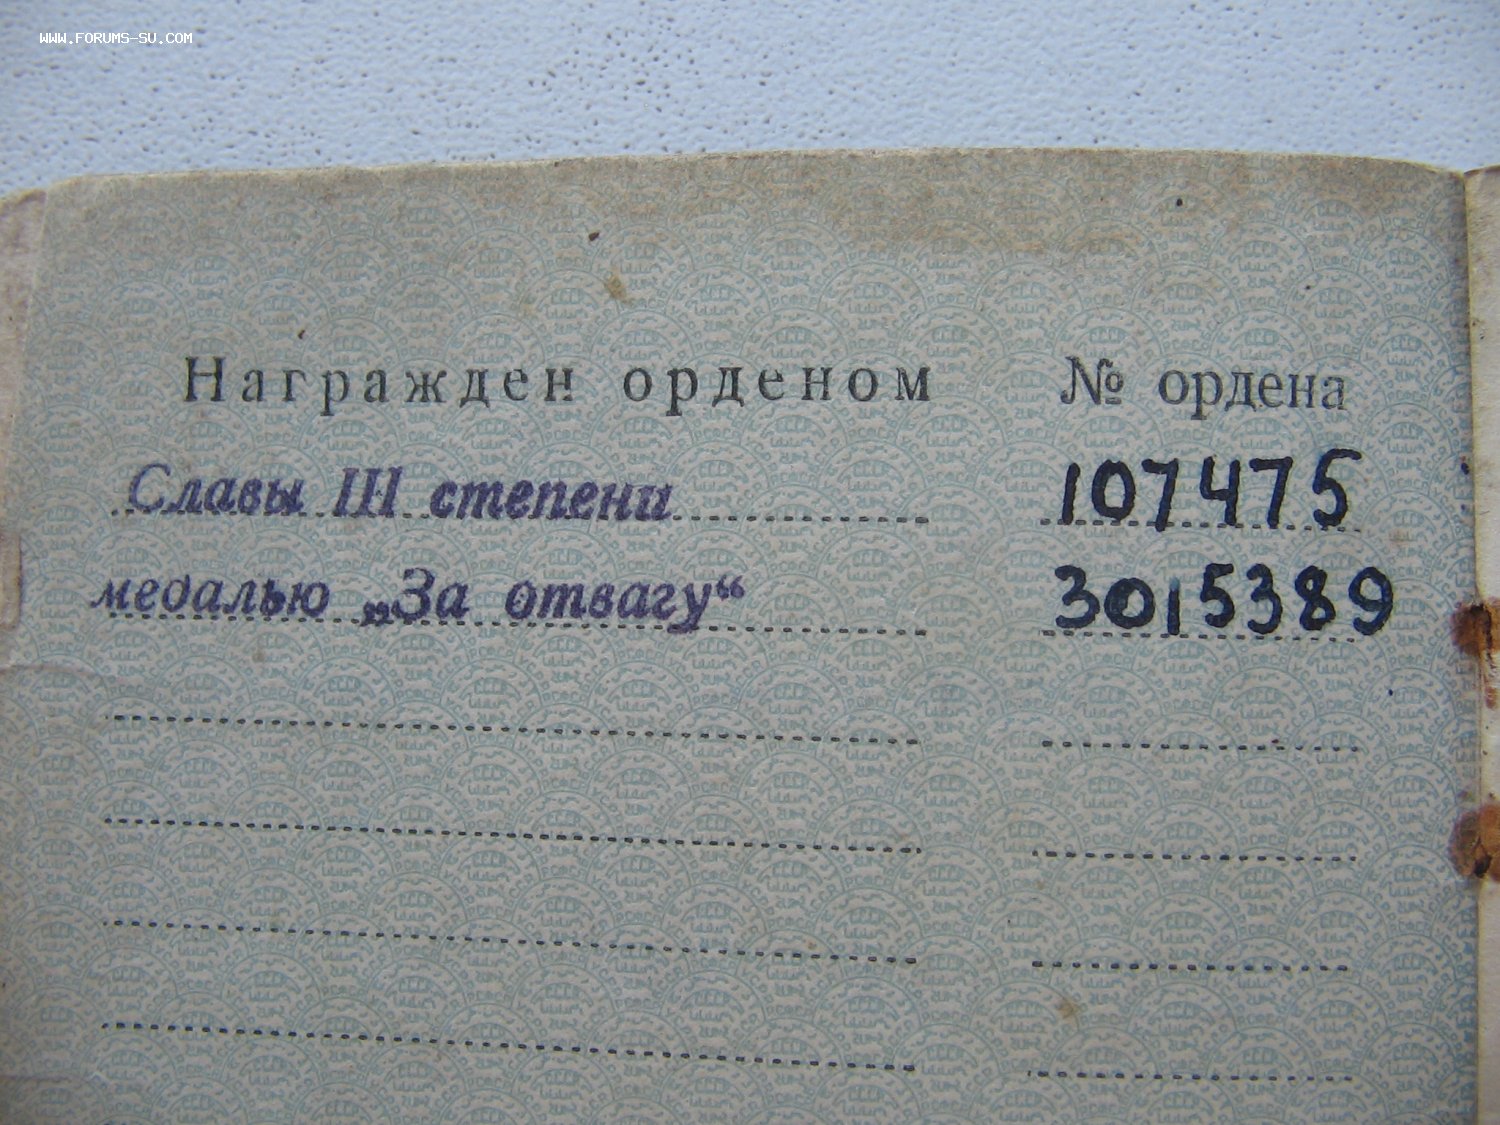 WWW.FORUMS-SU.COM
Награжден орденом № ордена
Славы III степени 107475
медалью „За отвагу“ 3015389